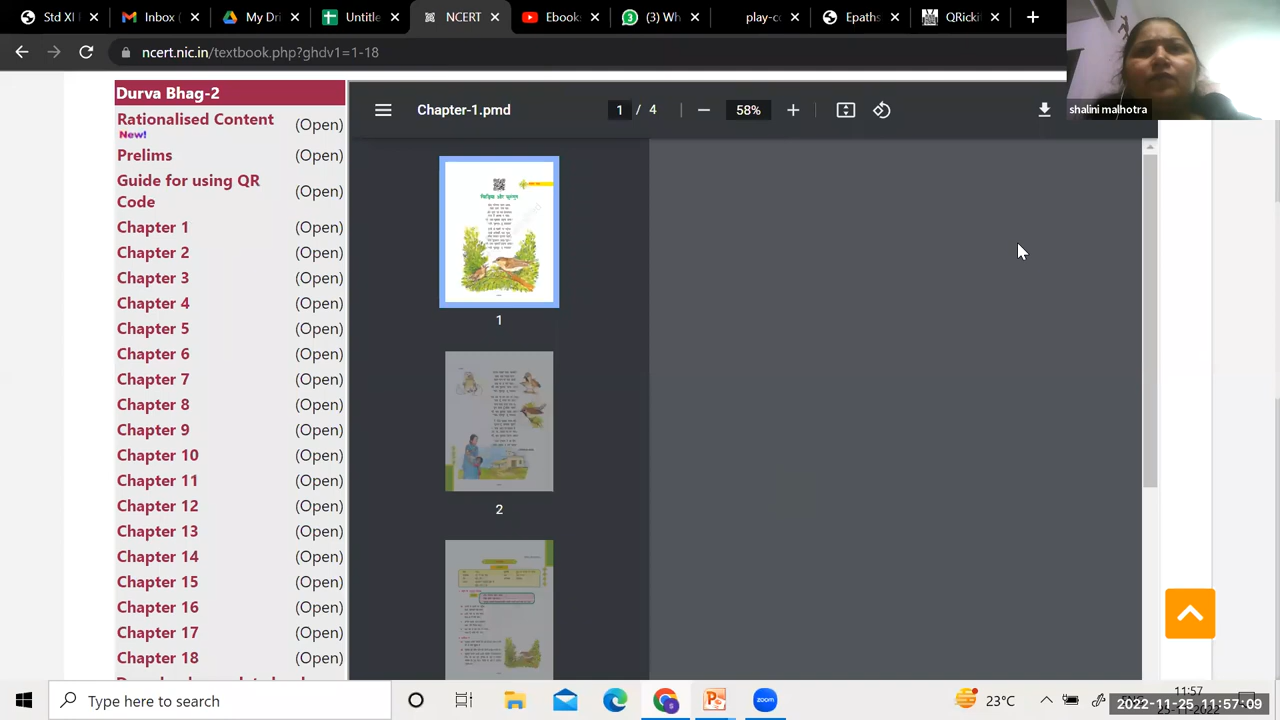 Std XI
Inbox (
My Dri
Untitle
NCERT
Ebook:
(3) Wh
play-co
Epaths
QRicki
ncert.nic.in/textbook.php?ghdv1=1-18
shalini malhotra
Durva Bhag-2
Rationalised Content (Open)
New!
Prelims (Open)
Guide for using QR
Code (Open)
Chapter 1 (Open)
Chapter 2 (Open)
Chapter 3 (Open)
Chapter 4 (Open)
Chapter 5 (Open)
Chapter 6 (Open)
Chapter 7 (Open)
Chapter 8 (Open)
Chapter 9 (Open)
Chapter 10 (Open)
Chapter 11 (Open)
Chapter 12 (Open)
Chapter 13 (Open)
Chapter 14 (Open)
Chapter 15 (Open)
Chapter 16 (Open)
Chapter 17 (Open)
Chapter 18 (Open)
Chapter-1.pmd
1 / 4
58%
1
2
Type here to search
23°C
11:57
2022-11-25 11:57:09